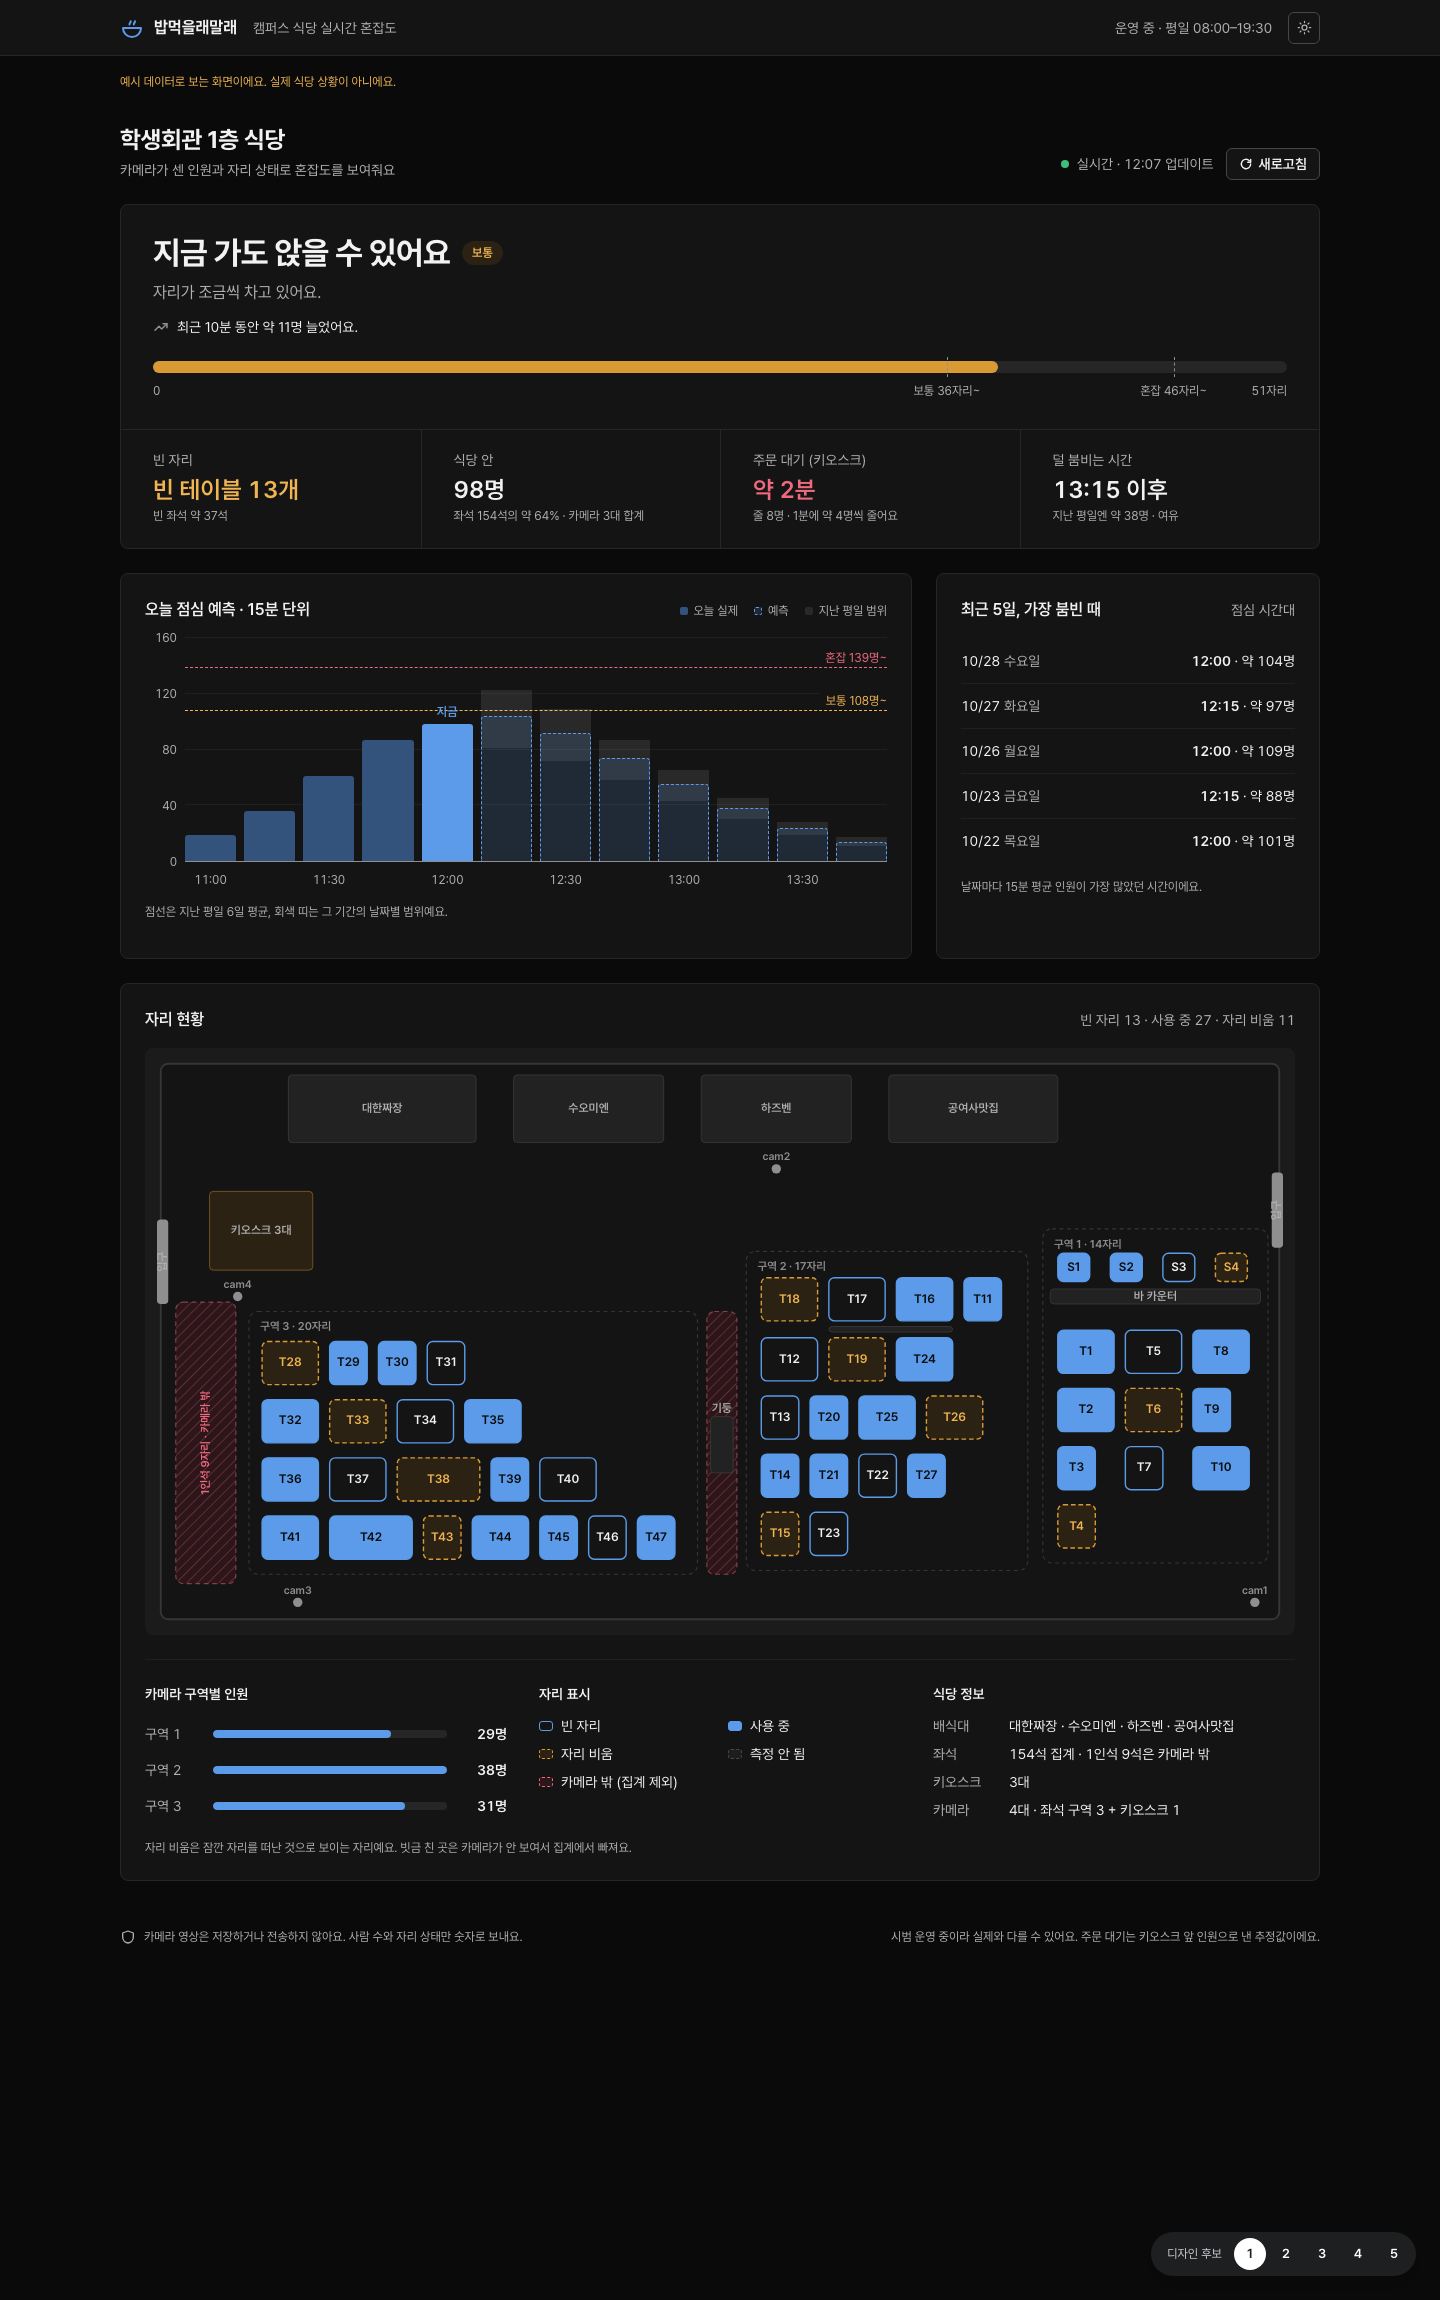 밥먹을래말래 캠퍼스 식당 실시간 혼잡도 운영 중 · 평일 08:00–19:30
예시 데이터로 보는 화면이에요. 실제 식당 상황이 아니에요.
학생회관 1층 식당
카메라가 센 인원과 자리 상태로 혼잡도를 보여줘요
실시간 · 12:07 업데이트 새로고침
지금 가도 앉을 수 있어요 보통
자리가 조금씩 차고 있어요.
최근 10분 동안 약 11명 늘었어요.
0 보통 36자리~ 혼잡 46자리~ 51자리
빈 자리
빈 테이블 13개
빈 좌석 약 37석
식당 안
98명
좌석 154석의 약 64% · 카메라 3대 합계
주문 대기 (키오스크)
약 2분
줄 8명 · 1분에 약 4명씩 줄어요
덜 붐비는 시간
13:15 이후
지난 평일엔 약 38명 · 여유
오늘 점심 예측 · 15분 단위
오늘 실제 예측 지난 평일 범위
160
혼잡 139명~
120
보통 108명~
지금
80
40
0
11:00 11:30 12:00 12:30 13:00 13:30
점선은 지난 평일 6일 평균, 회색 띠는 그 기간의 날짜별 범위예요.
최근 5일, 가장 붐빈 때 점심 시간대
10/28 수요일 12:00 · 약 104명
10/27 화요일 12:15 · 약 97명
10/26 월요일 12:00 · 약 109명
10/23 금요일 12:15 · 약 88명
10/22 목요일 12:00 · 약 101명
날짜마다 15분 평균 인원이 가장 많았던 시간이에요.
자리 현황 빈 자리 13 · 사용 중 27 · 자리 비움 11
대한짜장 수오미엔 하즈벤 공여사맛집
cam2
키오스크 3대
입구
입구
cam4
1인석 9자리 · 카메라 밖
구역 3 · 20자리
T28 T29 T30 T31
T32 T33 T34 T35
T36 T37 T38 T39 T40
T41 T42 T43 T44 T45 T46 T47
cam3
기둥
구역 2 · 17자리
T18 T17 T16 T11
T12 T19 T24
T13 T20 T25 T26
T14 T21 T22 T27
T15 T23
구역 1 · 14자리
S1 S2 S3 S4
바 카운터
T1 T5 T8
T2 T6 T9
T3 T7 T10
T4
cam1
카메라 구역별 인원
구역 1 29명
구역 2 38명
구역 3 31명
자리 표시
빈 자리 사용 중
자리 비움 측정 안 됨
카메라 밖 (집계 제외)
식당 정보
배식대 대한짜장 · 수오미엔 · 하즈벤 · 공여사맛집
좌석 154석 집계 · 1인석 9석은 카메라 밖
키오스크 3대
카메라 4대 · 좌석 구역 3 + 키오스크 1
자리 비움은 잠깐 자리를 떠난 것으로 보이는 자리예요. 빗금 친 곳은 카메라가 안 보여서 집계에서 빠져요.
카메라 영상은 저장하거나 전송하지 않아요. 사람 수와 자리 상태만 숫자로 보내요.
시범 운영 중이라 실제와 다를 수 있어요. 주문 대기는 키오스크 앞 인원으로 낸 추정값이에요.
디자인 후보 1 2 3 4 5